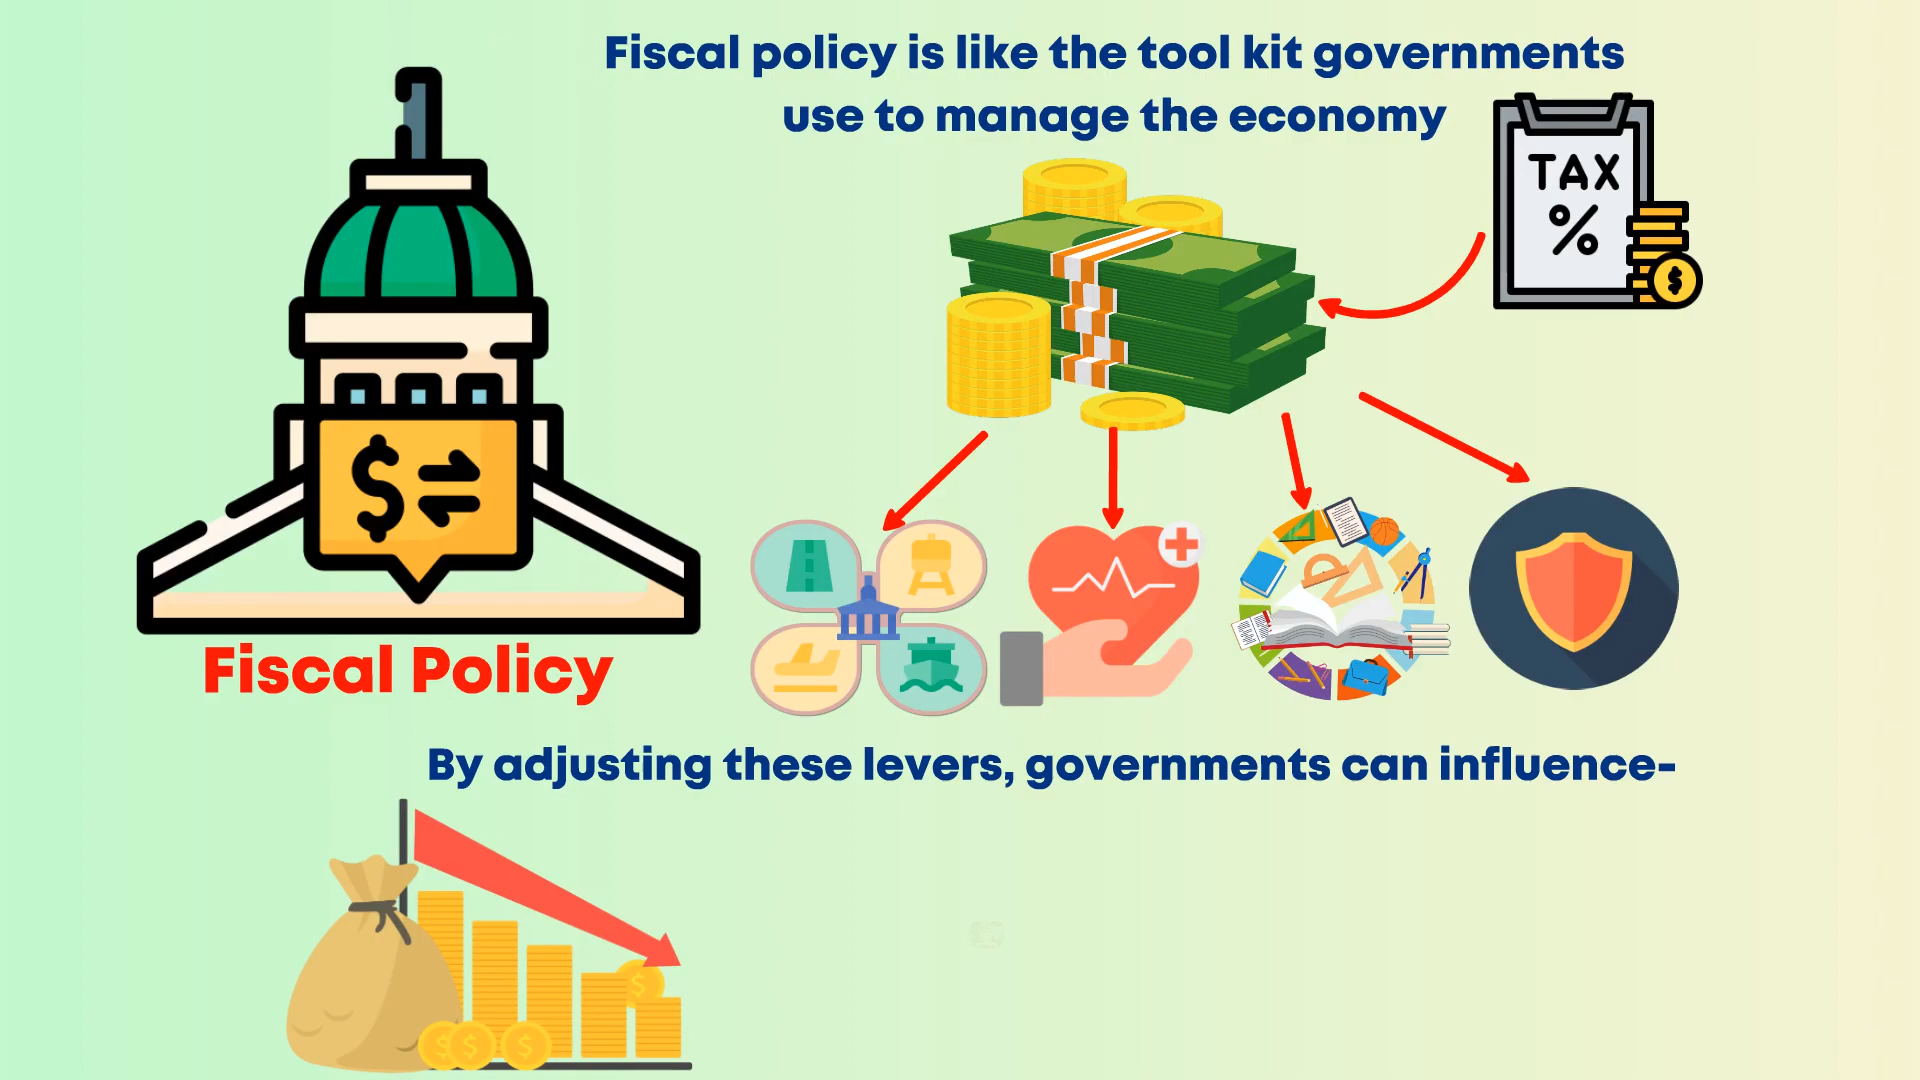 Fiscal policy is like the tool kit governments
use to manage the economy
TAX
%
$
Fiscal Policy
By adjusting these levers, governments can influence-
$
$ $ $